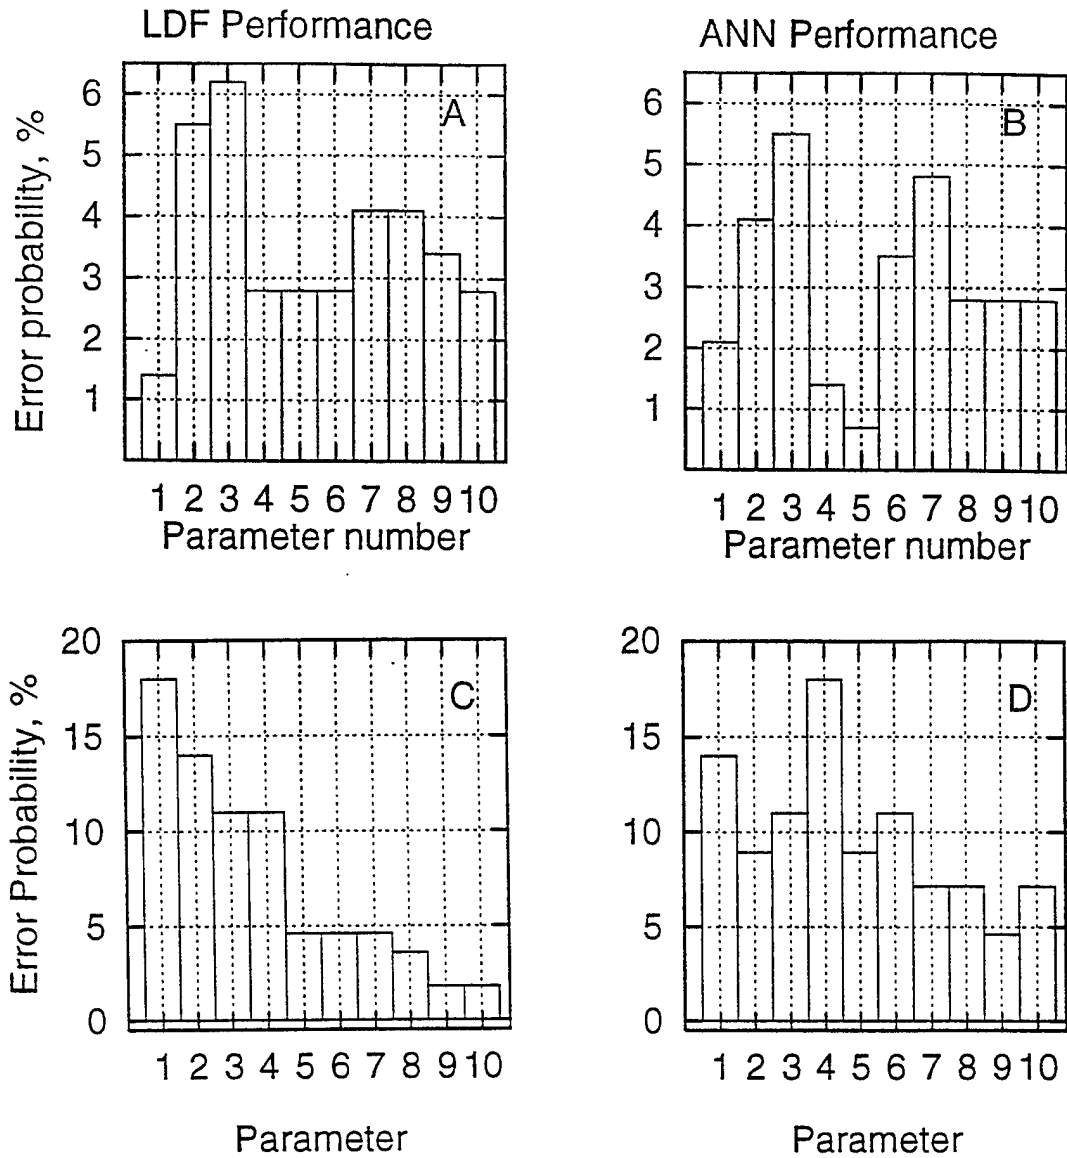 LDF Performance
ANN Performance
Error probability, %
6
5
4
3
2
1
A
1 2 3 4 5 6 7 8 9 10
Parameter number
6
5
4
3
2
1
B
1 2 3 4 5 6 7 8 9 10
Parameter number
Error Probability, %
20
15
10
5
0
C
1 2 3 4 5 6 7 8 9 10
Parameter
20
15
10
5
0
D
1 2 3 4 5 6 7 8 9 10
Parameter